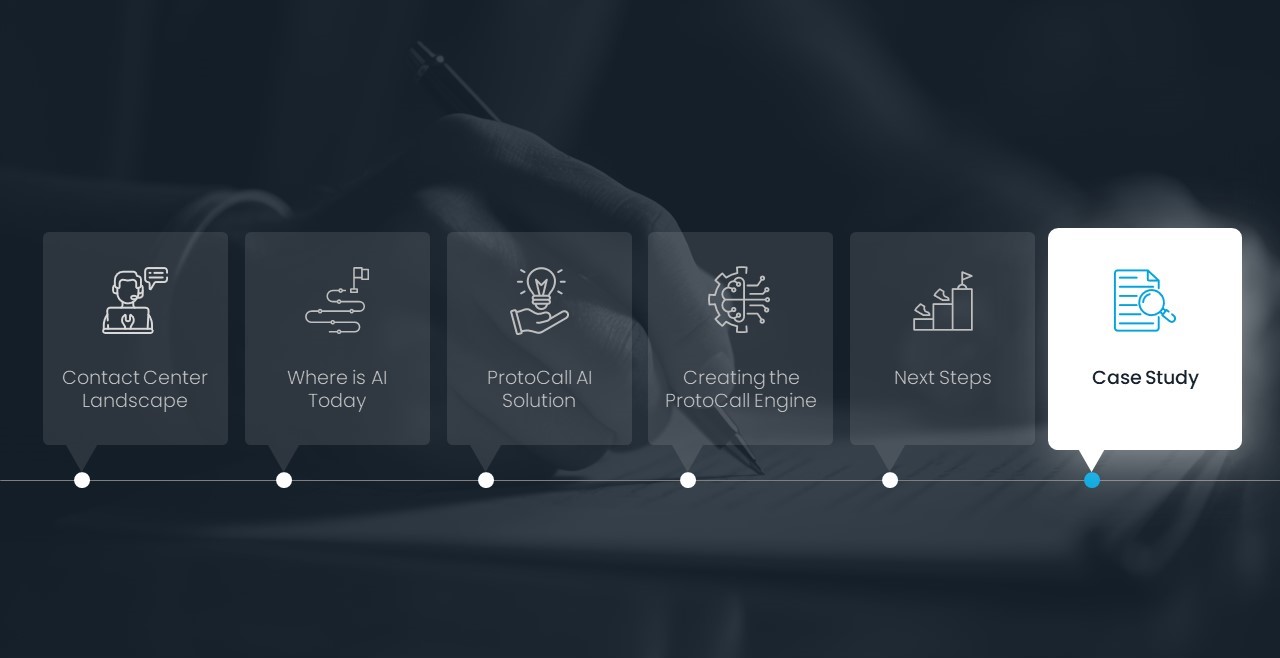 Contact Center
Landscape
Where is AI
Today
ProtoCall AI
Solution
Creating the
ProtoCall Engine
Next Steps
Case Study